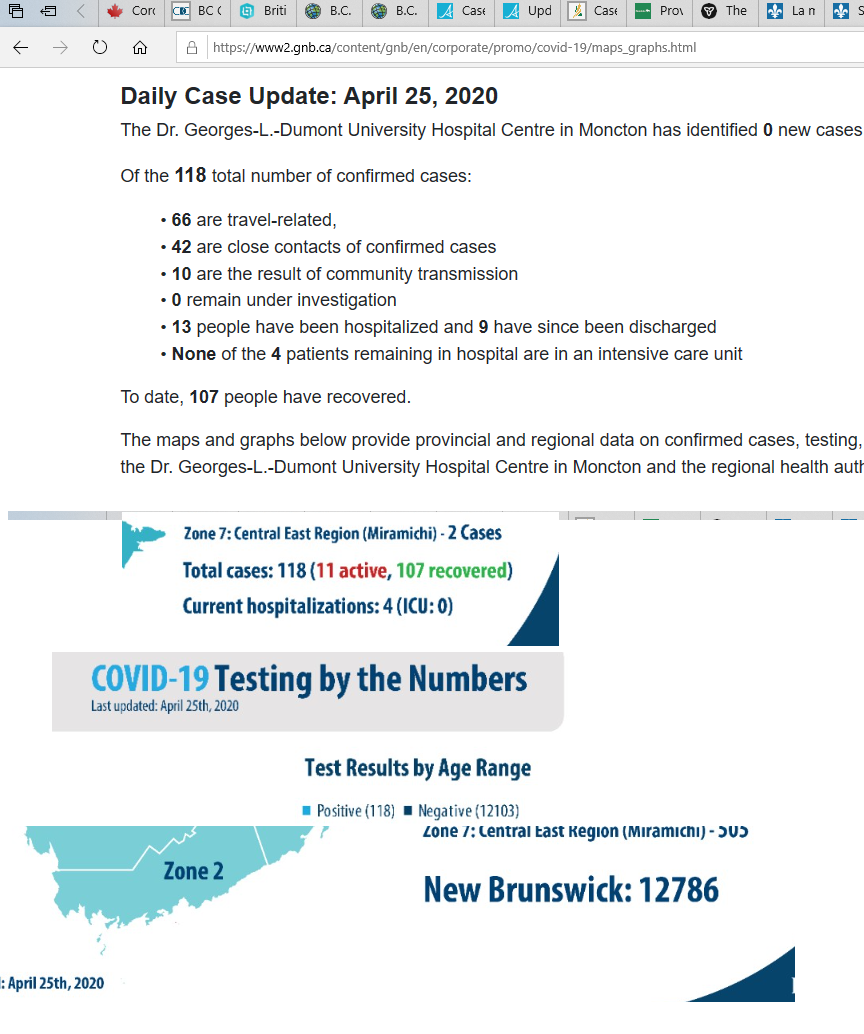 Cor
BC
Briti
B.C.
B.C.
Case
Upd
Case
Prov
The
La n
S
https://www2.gnb.ca/content/gnb/en/corporate/promo/covid-19/maps_graphs.html
Daily Case Update: April 25, 2020
The Dr. Georges-L.-Dumont University Hospital Centre in Moncton has identified 0 new cases
Of the 118 total number of confirmed cases:
• 66 are travel-related,
• 42 are close contacts of confirmed cases
• 10 are the result of community transmission
• 0 remain under investigation
• 13 people have been hospitalized and 9 have since been discharged
• None of the 4 patients remaining in hospital are in an intensive care unit
To date, 107 people have recovered.
The maps and graphs below provide provincial and regional data on confirmed cases, testing,
the Dr. Georges-L.-Dumont University Hospital Centre in Moncton and the regional health auth
Zone 7: Central East Region (Miramichi) - 2 Cases
Total cases: 118 (11 active, 107 recovered)
Current hospitalizations: 4 (ICU: 0)
COVID-19 Testing by the Numbers
Last updated: April 25th, 2020
Test Results by Age Range
Positive (118) Negative (12103)
Zone 7: Central East Region (Miramichi) - 505
Zone 2
New Brunswick: 12786
: April 25th, 2020